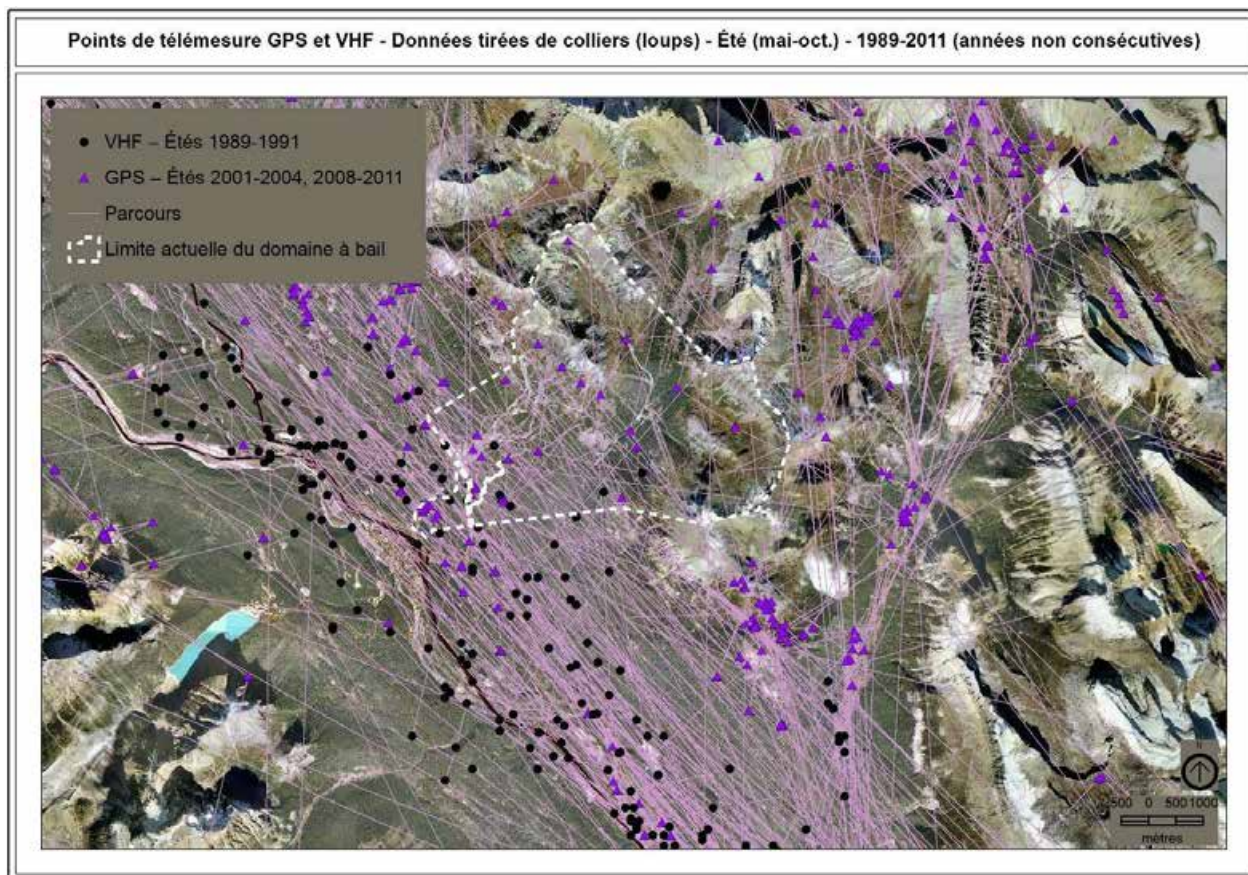 Points de télémesure GPS et VHF - Données tirées de colliers (loups) - Été (mai-oct.) - 1989-2011 (années non consécutives)
VHF – Étés 1989-1991
GPS – Étés 2001-2004, 2008-2011
Parcours
Limite actuelle du domaine à bail
N
500 0 500 1000
mètres